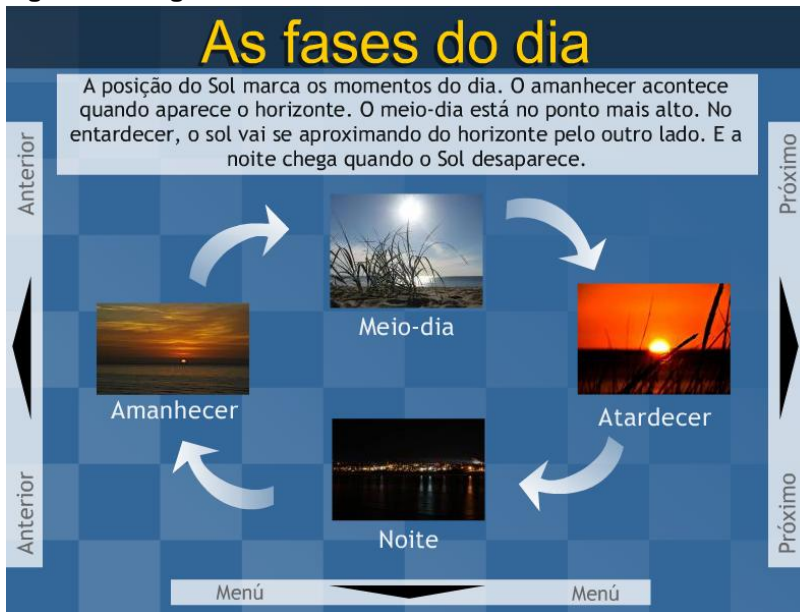 As fases do dia
A posição do Sol marca os momentos do dia. O amanhecer acontece
quando aparece o horizonte. O meio-dia está no ponto mais alto. No
entardecer, o sol vai se aproximando do horizonte pelo outro lado. E a
noite chega quando o Sol desaparece.
Anterior
Próximo
Meio-dia
Amanhecer
Atardecer
Noite
Anterior
Próximo
Menú
Menú